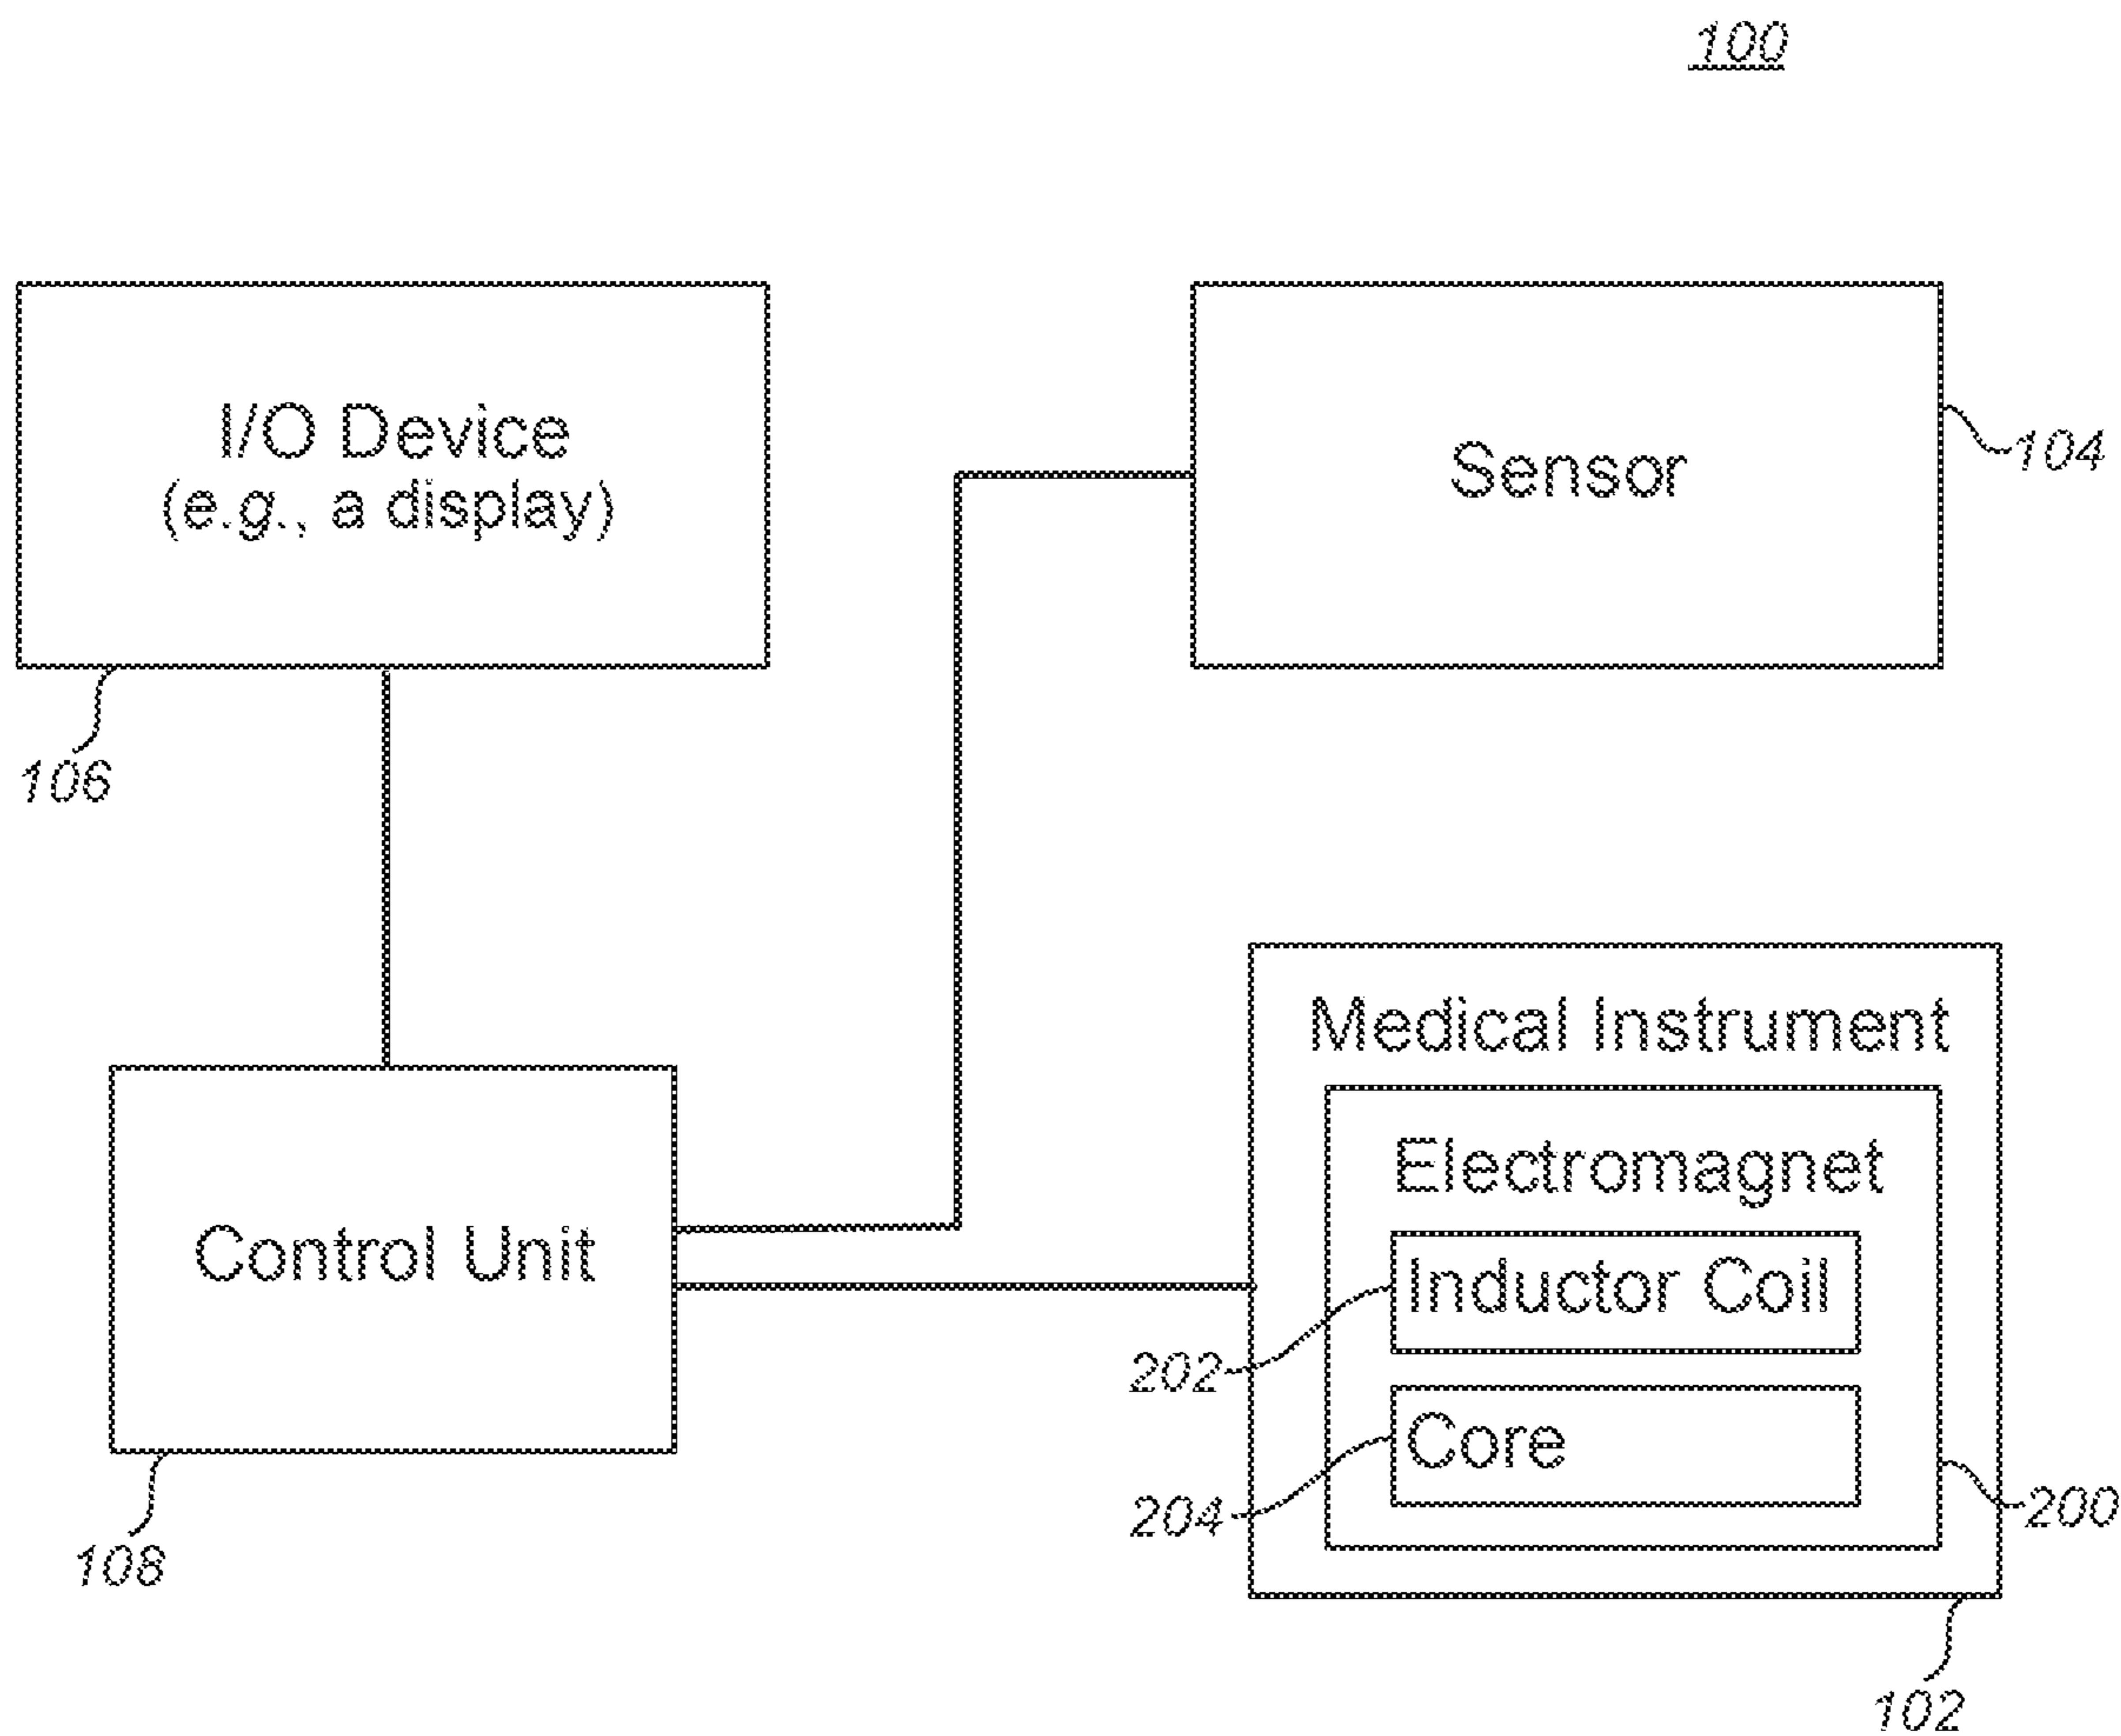 100
I/O Device
(e.g., a display)
Sensor
104
106
Medical Instrument
Electromagnet
Control Unit
Inductor Coil
202
Core
204
200
108
102